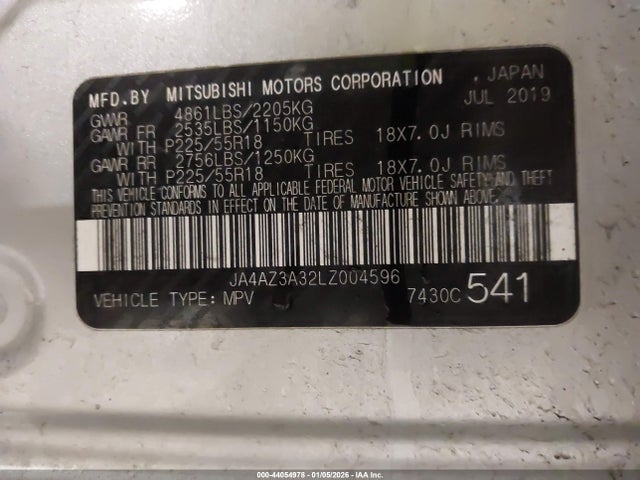 MFD.BY MITSUBISHI MOTORS CORPORATION , JAPAN
GVWR 4861LBS/2205KG JUL 2019
GAWR FR 2535LBS/1150KG
WITH P225/55R18 TIRES 18X7.0J RIMS
GAWR RR 2756LBS/1250KG
WITH P225/55R18 TIRES 18X7.0J RIMS
THIS VEHICLE CONFORMS TO ALL APPLICABLE FEDERAL MOTOR VEHICLE SAFETY AND THEFT
PREVENTION STANDARDS IN EFFECT ON THE DATE OF MANUFACTURE SHOWN ABOVE.
JA4AZ3A32LZ004596
VEHICLE TYPE: MPV 7430C 541
000-44054978 - 01/05/2026 - IAA Inc.